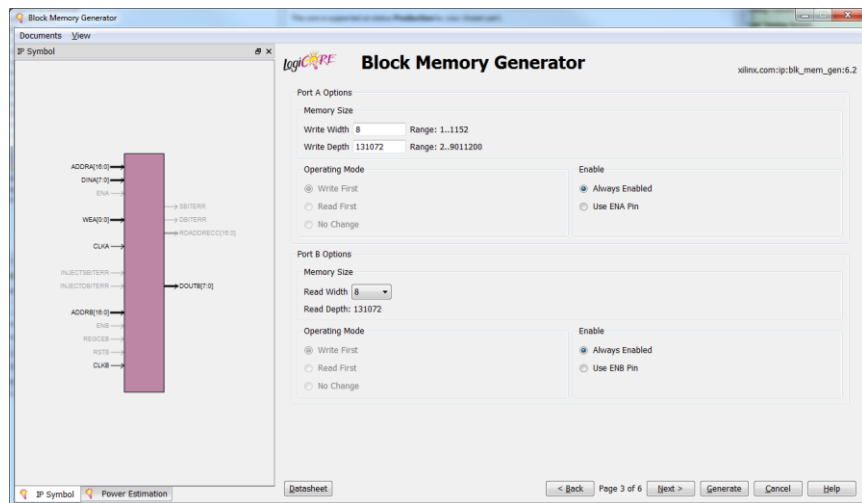 Block Memory Generator
Documents View
IP Symbol
ADDRA[16:0]
DINA[7:0]
ENA
SBITERR
WEA[0:0]
DBITERR
RDADDRECC[16:0]
CLKA
INJECTSBITERR
INJECTDBITERR
DOUTB[7:0]
ADDRB[16:0]
ENB
REGCEB
RSTB
CLKB
IP Symbol Power Estimation
logiCORE
Block Memory Generator
xilinx.com:ip:blk_mem_gen:6.2
Port A Options
Memory Size
Write Width 8 Range: 1..1152
Write Depth 131072 Range: 2..9011200
Operating Mode Enable
Write First Always Enabled
Read First Use ENA Pin
No Change
Port B Options
Memory Size
Read Width 8
Read Depth: 131072
Operating Mode Enable
Write First Always Enabled
Read First Use ENB Pin
No Change
Datasheet < Back Page 3 of 6 Next > Generate Cancel Help